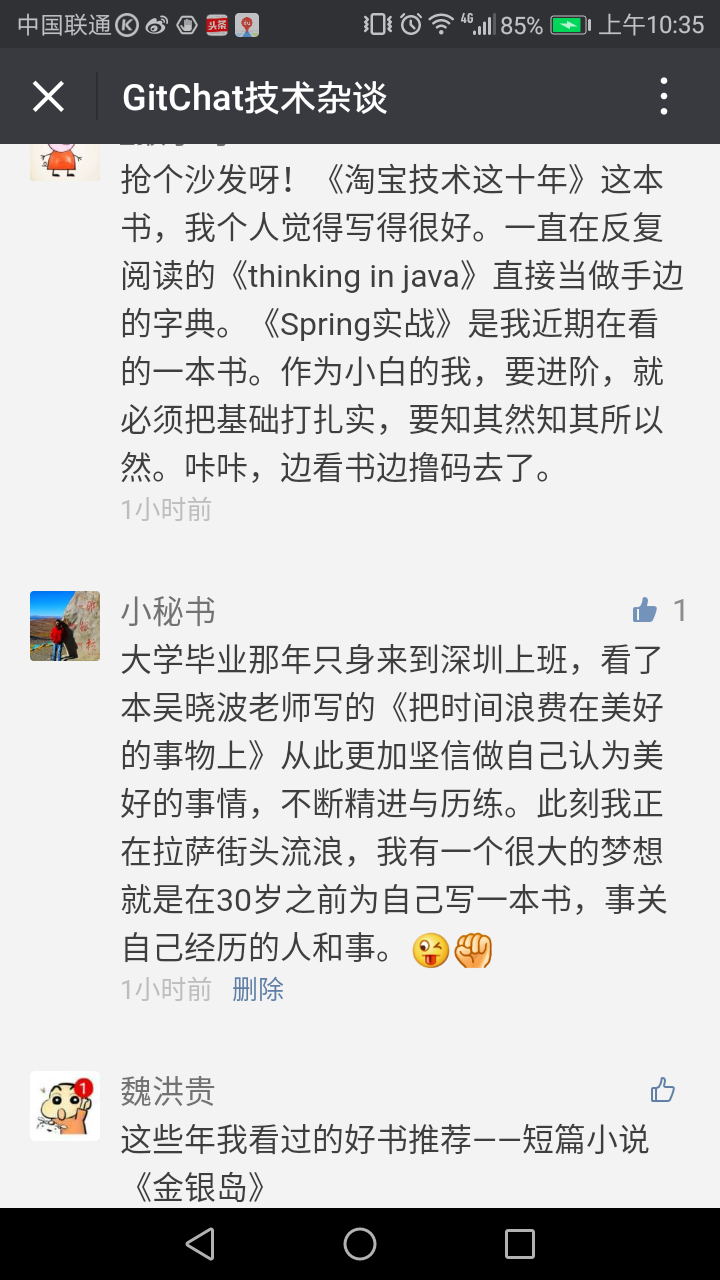 中国联通 头条 4G 85% 上午10:35
GitChat技术杂谈
抢个沙发呀！《淘宝技术这十年》这本
书，我个人觉得写得很好。一直在反复
阅读的《thinking in java》直接当做手边
的字典。《Spring实战》是我近期在看
的一本书。作为小白的我，要进阶，就
必须把基础打扎实，要知其然知其所以
然。咔咔，边看书边撸码去了。
1小时前
小秘书 1
大学毕业那年只身来到深圳上班，看了
本吴晓波老师写的《把时间浪费在美好
的事物上》从此更加坚信做自己认为美
好的事情，不断精进与历练。此刻我正
在拉萨街头流浪，我有一个很大的梦想
就是在30岁之前为自己写一本书，事关
自己经历的人和事。😜✊
1小时前 删除
1 魏洪贵
这些年我看过的好书推荐——短篇小说
《金银岛》